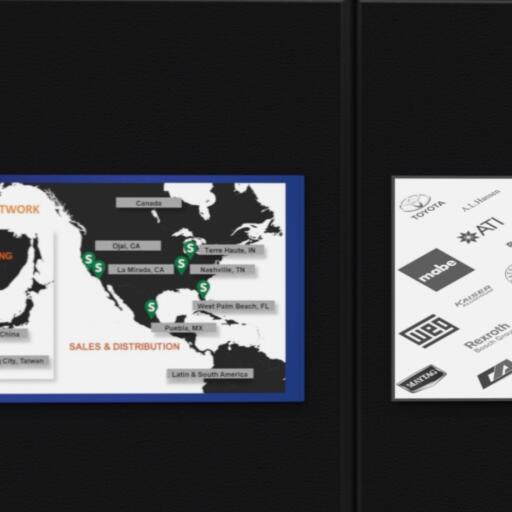 TWORK
NG
China
City, Taiwan
Canada
Ojai, CA
La Mirada, CA
Terre Haute, IN
Nashville, TN
West Palm Beach, FL
Puebla, MX
SALES & DISTRIBUTION
Latin & South America
TOYOTA
A.L.Hansen
ATI
mabe
KAISER
WEG
Rexroth
Bosch Group
MAYTAG